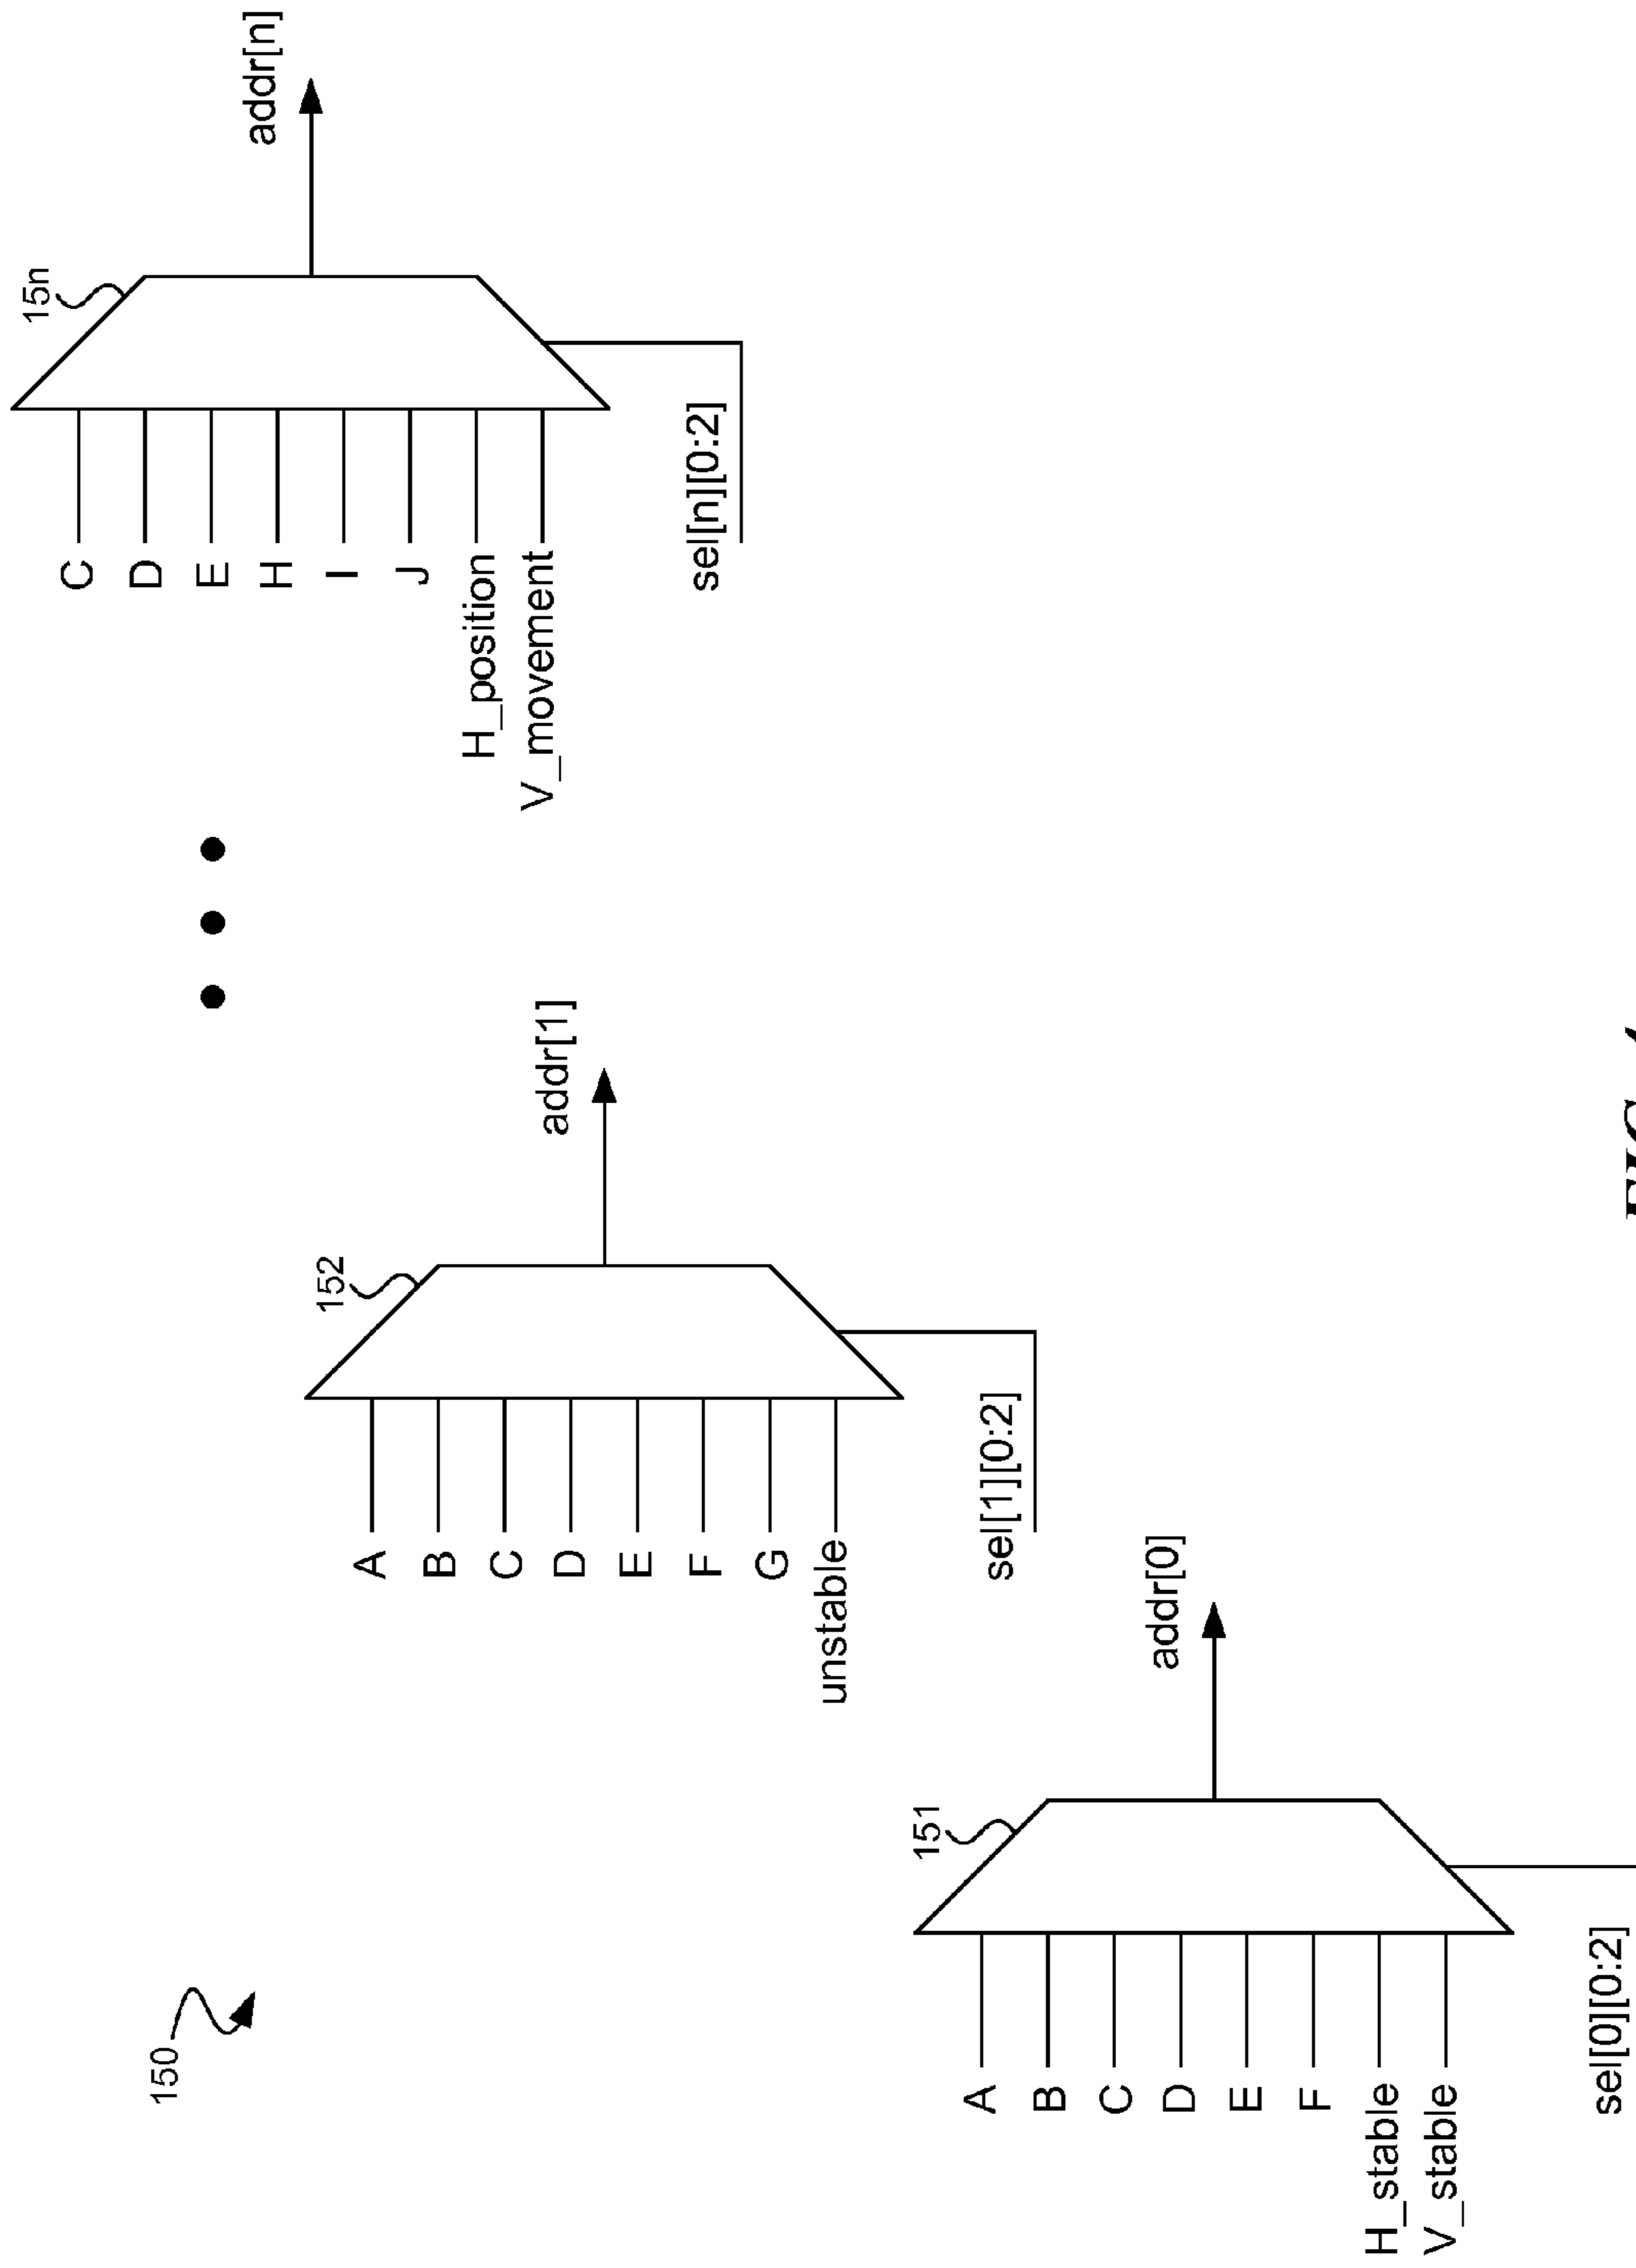 150
151
A
B
C
D
E
F
H_stable
V_stable
sel[0][0:2]
addr[0]
152
A
B
C
D
E
F
G
unstable
sel[1][0:2]
addr[1]
15n
C
D
E
H
I
J
H_position
V_movement
sel[n][0:2]
addr[n]